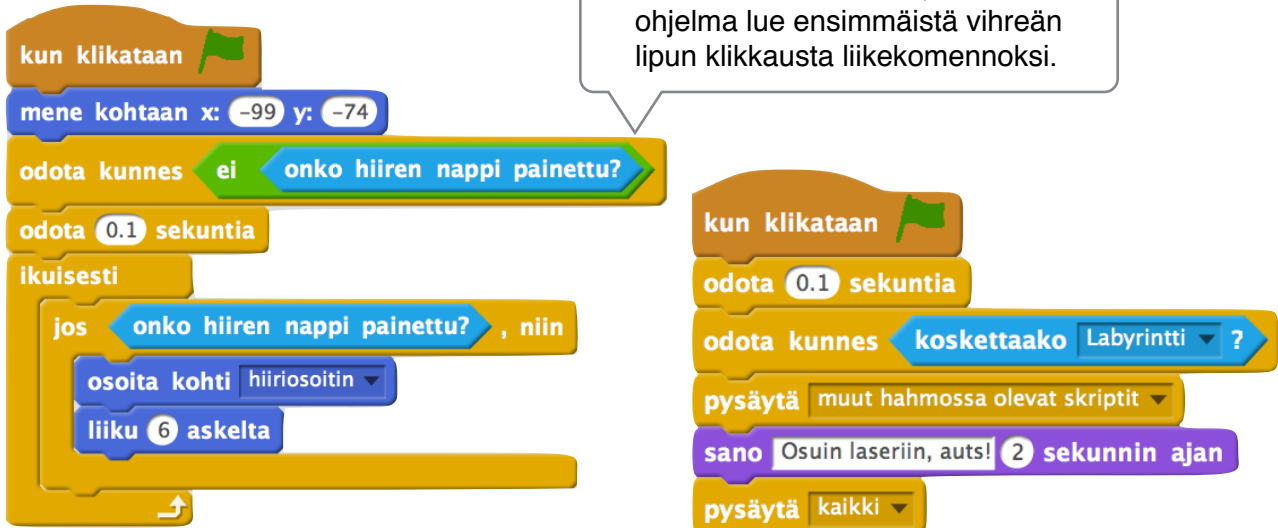 ohjelma lue ensimmäistä vihreän
lipun klikkausta liikekomennoksi.
kun klikataan
mene kohtaan x: -99 y: -74
odota kunnes ei onko hiiren nappi painettu?
odota 0.1 sekuntia
ikuisesti
jos onko hiiren nappi painettu? , niin
osoita kohti hiiriosoitin
liiku 6 askelta
kun klikataan
odota 0.1 sekuntia
odota kunnes koskettaako Labyrintti ?
pysäytä muut hahmossa olevat skriptit
sano Osuin laseriin, auts! 2 sekunnin ajan
pysäytä kaikki